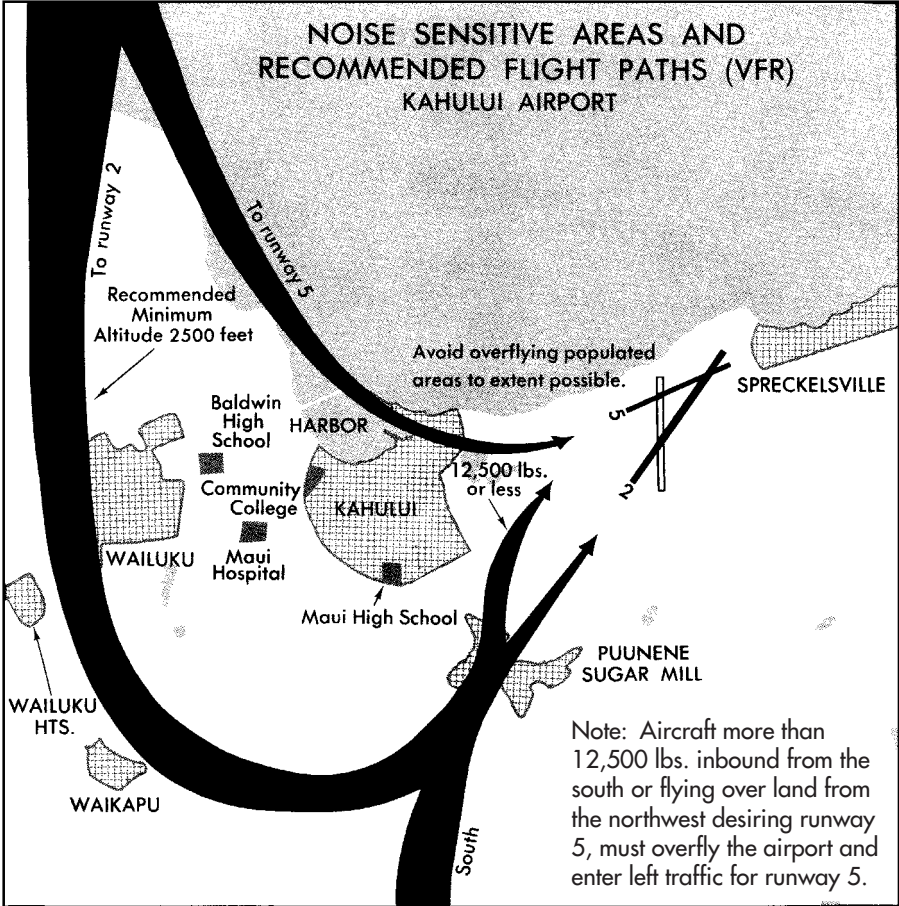 NOISE SENSITIVE AREAS AND
RECOMMENDED FLIGHT PATHS (VFR)
KAHULUI AIRPORT
To runway 2
To runway 5
Recommended
Minimum
Altitude 2500 feet
Avoid overflying populated
areas to extent possible.
SPRECKELSVILLE
5
2
Baldwin
High
School
HARBOR
12,500 lbs.
or less
Community
College
KAHULUI
WAILUKU
Maui
Hospital
Maui High School
PUUNENE
SUGAR MILL
WAILUKU
HTS.
WAIKAPU
South
Note: Aircraft more than
12,500 lbs. inbound from the
south or flying over land from
the northwest desiring runway
5, must overfly the airport and
enter left traffic for runway 5.